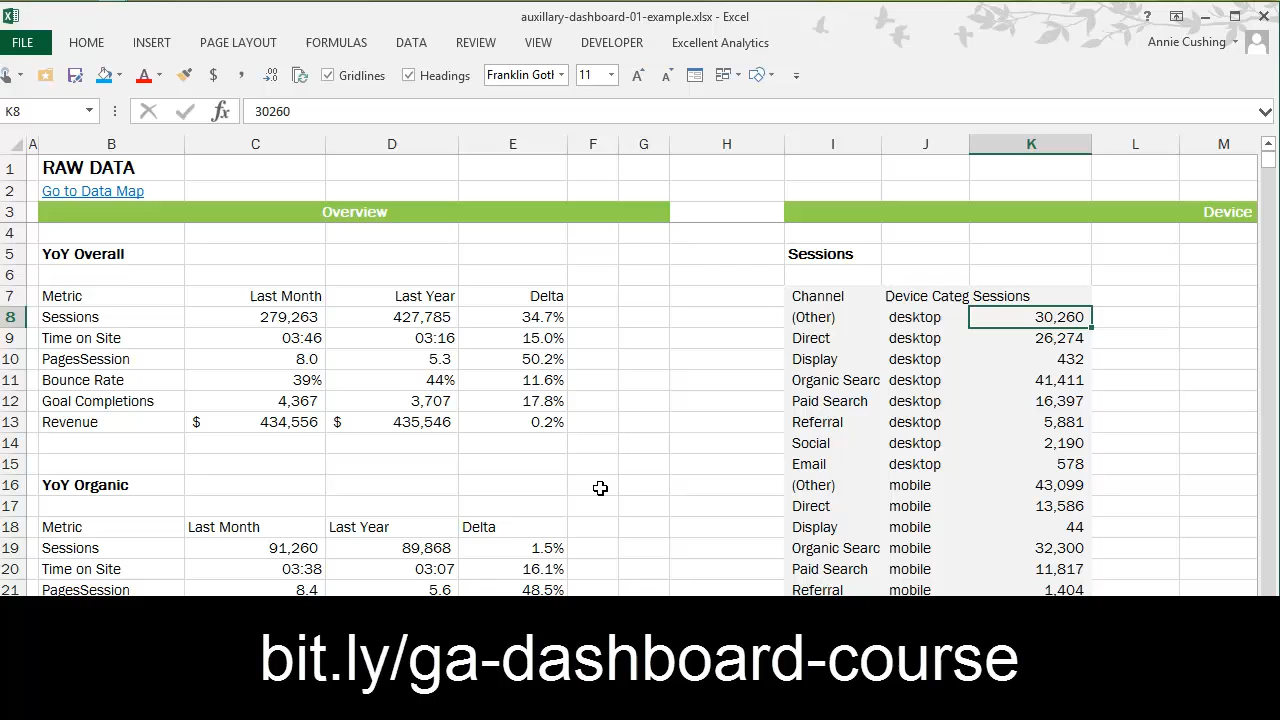 auxillary-dashboard-01-example.xlsx - Excel
FILE HOME INSERT PAGE LAYOUT FORMULAS DATA REVIEW VIEW DEVELOPER Excellent Analytics Annie Cushing
$ , Gridlines Headings Franklin Gotl 11 A A
K8 fx 30260
A B C D E F G H I J K L M
1 RAW DATA
2 Go to Data Map
3 Overview Device
4
5 YoY Overall Sessions
6
7 Metric Last Month Last Year Delta Channel Device Categ Sessions
8 Sessions 279,263 427,785 34.7% (Other) desktop 30,260
9 Time on Site 03:46 03:16 15.0% Direct desktop 26,274
10 PagesSession 8.0 5.3 50.2% Display desktop 432
11 Bounce Rate 39% 44% 11.6% Organic Searc desktop 41,411
12 Goal Completions 4,367 3,707 17.8% Paid Search desktop 16,397
13 Revenue $ 434,556 $ 435,546 0.2% Referral desktop 5,881
14 Social desktop 2,190
15 Email desktop 578
16 YoY Organic (Other) mobile 43,099
17 Direct mobile 13,586
18 Metric Last Month Last Year Delta Display mobile 44
19 Sessions 91,260 89,868 1.5% Organic Searc mobile 32,300
20 Time on Site 03:38 03:07 16.1% Paid Search mobile 11,817
21 PagesSession 8.4 5.6 48.5% Referral mobile 1,404
bit.ly/ga-dashboard-course